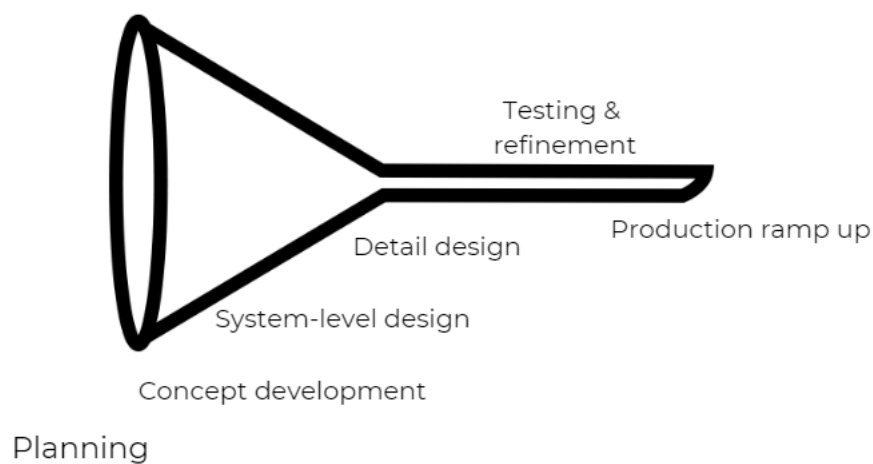 Testing &
refinement
Production ramp up
Detail design
System-level design
Concept development
Planning